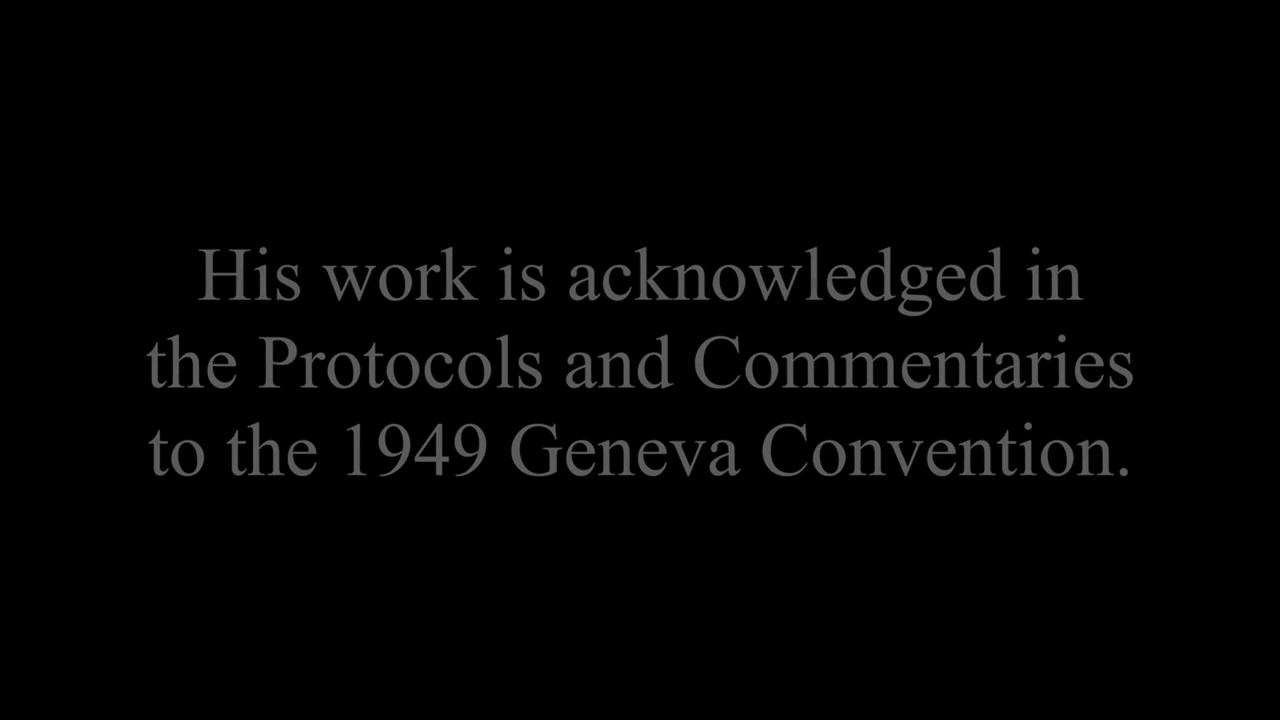 His work is acknowledged in
the Protocols and Commentaries
to the 1949 Geneva Convention.